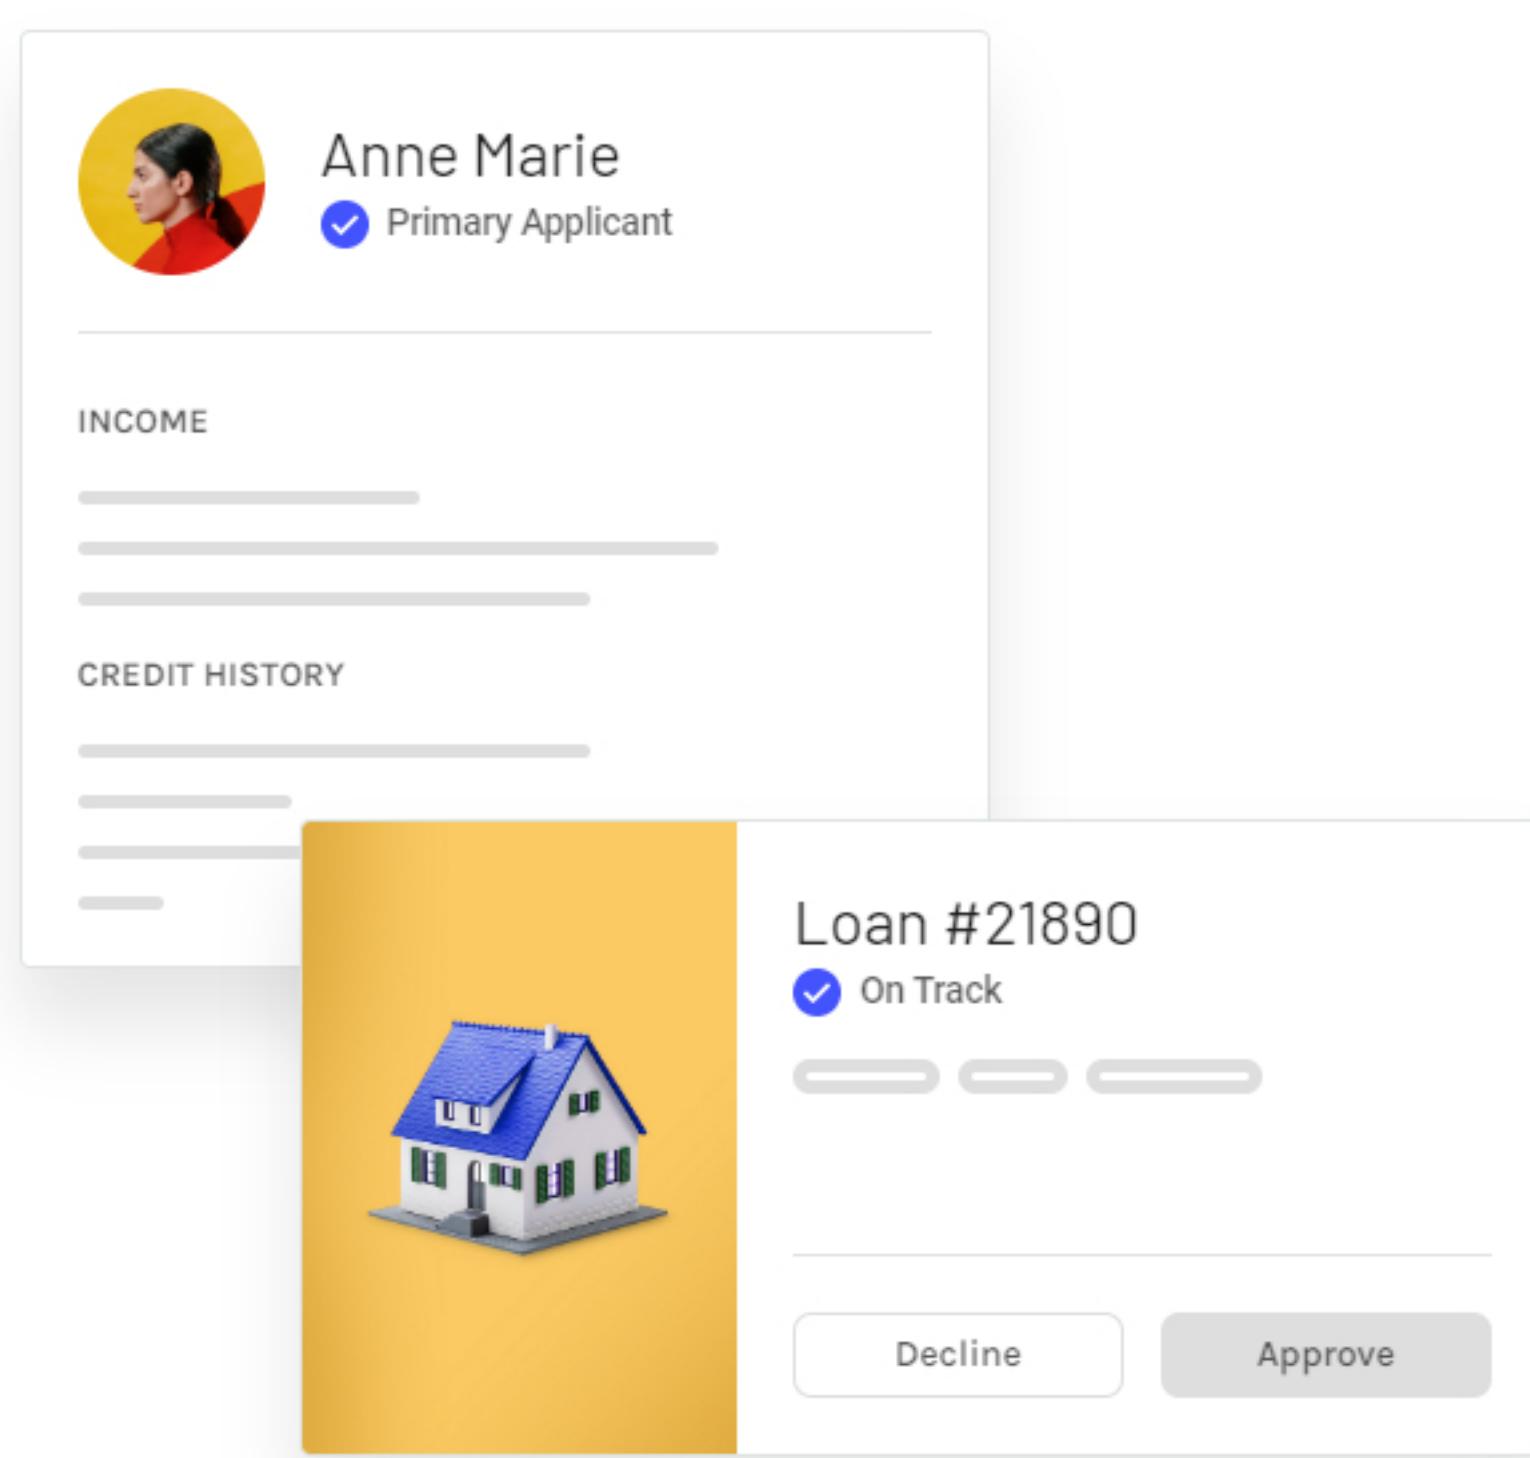 Anne Marie
Primary Applicant
INCOME
CREDIT HISTORY
Loan #21890
On Track
Decline
Approve